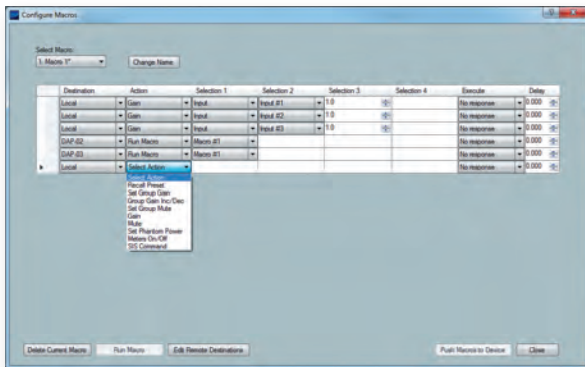 Configure Macros
Select Macro:
1: Macro 1* Change Name
Destination Action Selection 1 Selection 2 Selection 3 Selection 4 Execute Delay
Local Gain Input Input #1 1.0 No response 0.000
Local Gain Input Input #2 1.0 No response 0.000
Local Gain Input Input #3 1.0 No response 0.000
DAP-02 Run Macro Macro #1 No response 0.000
DAP-03 Run Macro Macro #1 No response 0.000
Local Select Action No response 0.000
Select Action
Recall Preset
Set Group Gain
Group Gain Inc/Dec
Set Group Mute
Gain
Mute
Set Phantom Power
Meters On/Off
SIS Command
Delete Current Macro Run Macro Edit Remote Destinations Push Macros to Device Close